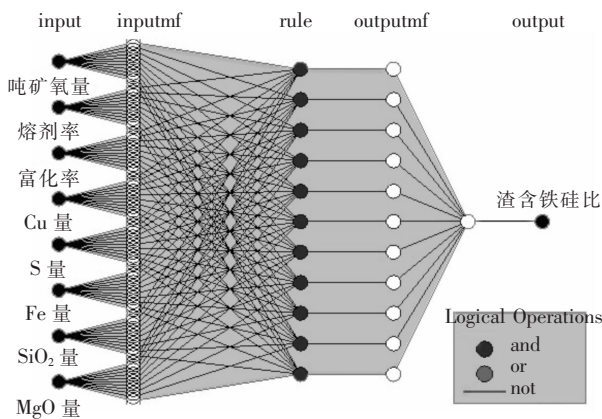 input inputmf rule outputmf output
吨矿氧量
熔剂率
富化率
Cu 量
S 量
Fe 量
SiO₂ 量
MgO 量
渣含铁硅比
Logical Operations
and
or
not